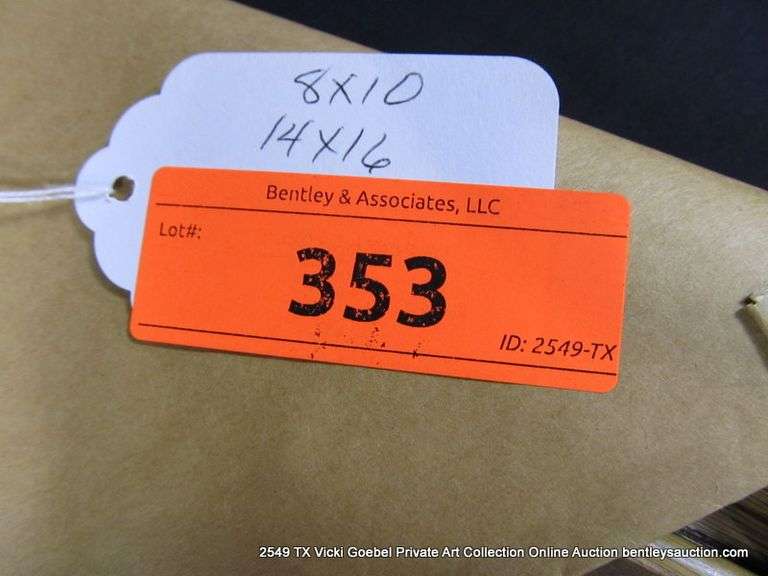 8X10
14X16
Bentley & Associates, LLC
Lot#:
353
ID: 2549-TX
2549 TX Vicki Goebel Private Art Collection Online Auction bentleysauction.com